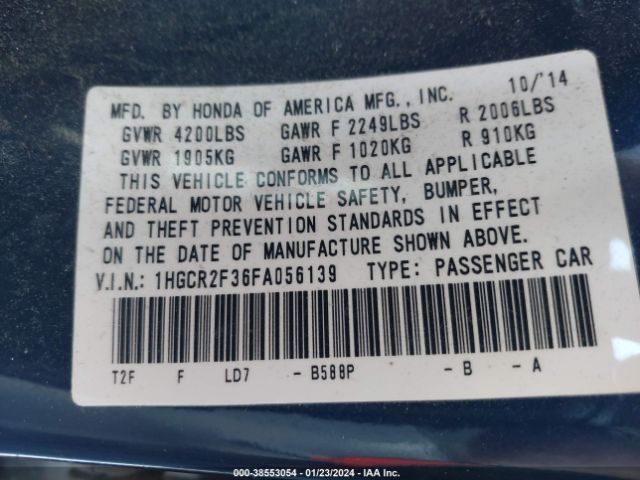 MFD. BY HONDA OF AMERICA MFG., INC. 10/'14
GVWR 4200LBS GAWR F 2249LBS R 2006LBS
GVWR 1905KG GAWR F 1020KG R 910KG
THIS VEHICLE CONFORMS TO ALL APPLICABLE
FEDERAL MOTOR VEHICLE SAFETY, BUMPER,
AND THEFT PREVENTION STANDARDS IN EFFECT
ON THE DATE OF MANUFACTURE SHOWN ABOVE.
V.I.N.: 1HGCR2F36FA056139 TYPE: PASSENGER CAR
T2F F LD7 - B588P - B - A
000-38553054 - 01/23/2024 - IAA Inc.